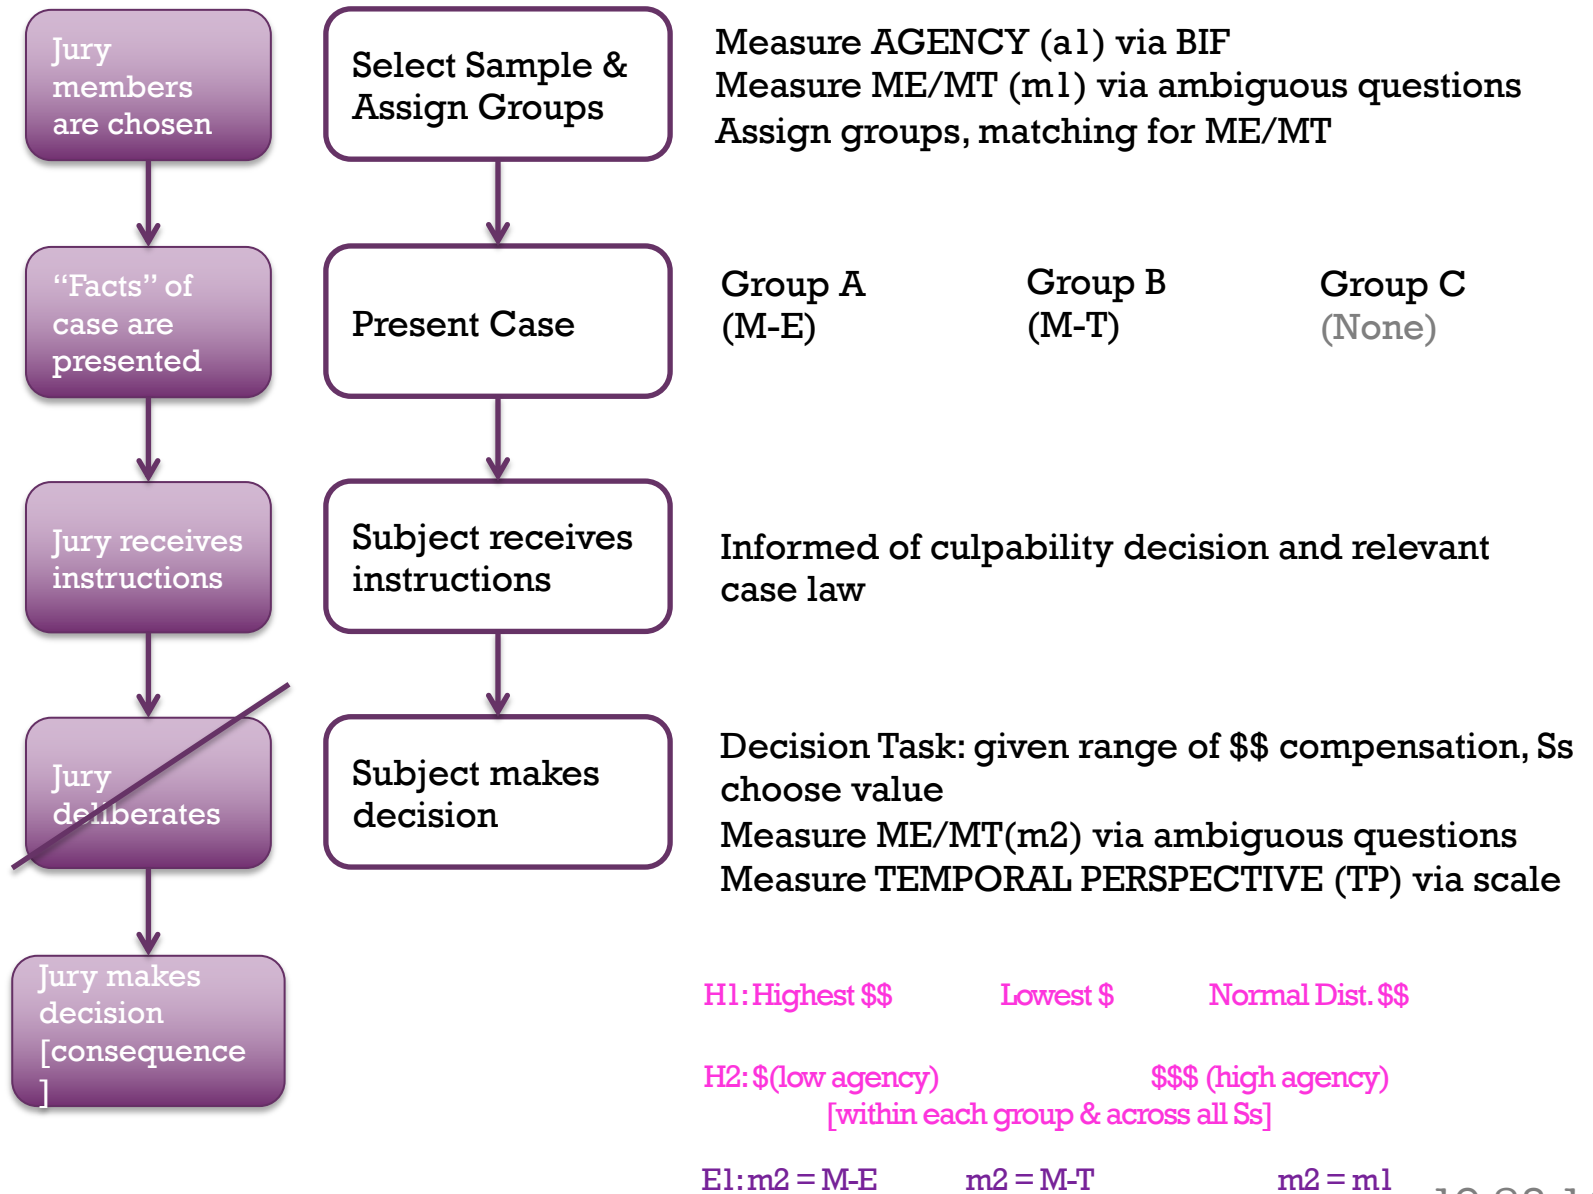 Jury
members
are chosen
Select Sample &
Assign Groups
Measure AGENCY (a1) via BIF
Measure ME/MT (m1) via ambiguous questions
Assign groups, matching for ME/MT
“Facts” of
case are
presented
Present Case
Group A
(M-E)
Group B
(M-T)
Group C
(None)
Jury receives
instructions
Subject receives
instructions
Informed of culpability decision and relevant
case law
Jury
deliberates
Subject makes
decision
Decision Task: given range of $$ compensation, Ss
choose value
Measure ME/MT(m2) via ambiguous questions
Measure TEMPORAL PERSPECTIVE (TP) via scale
Jury makes
decision
[consequence
]
H1: Highest $$ Lowest $ Normal Dist. $$
H2: $(low agency) $$$ (high agency)
[within each group & across all Ss]
E1: m2 = M-E m2 = M-T m2 = m1